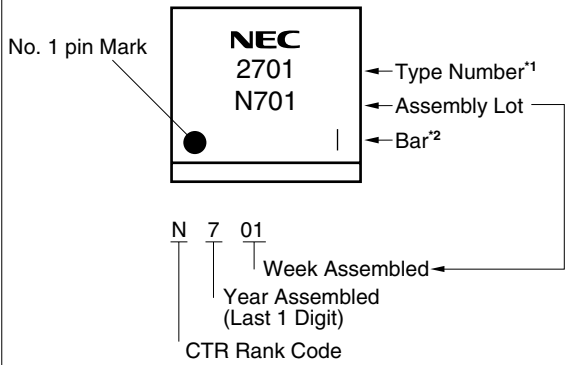 No. 1 pin Mark
NEC
2701
N701
Type Number*1
Assembly Lot
Bar*2
N 7 01
Week Assembled
Year Assembled
(Last 1 Digit)
CTR Rank Code